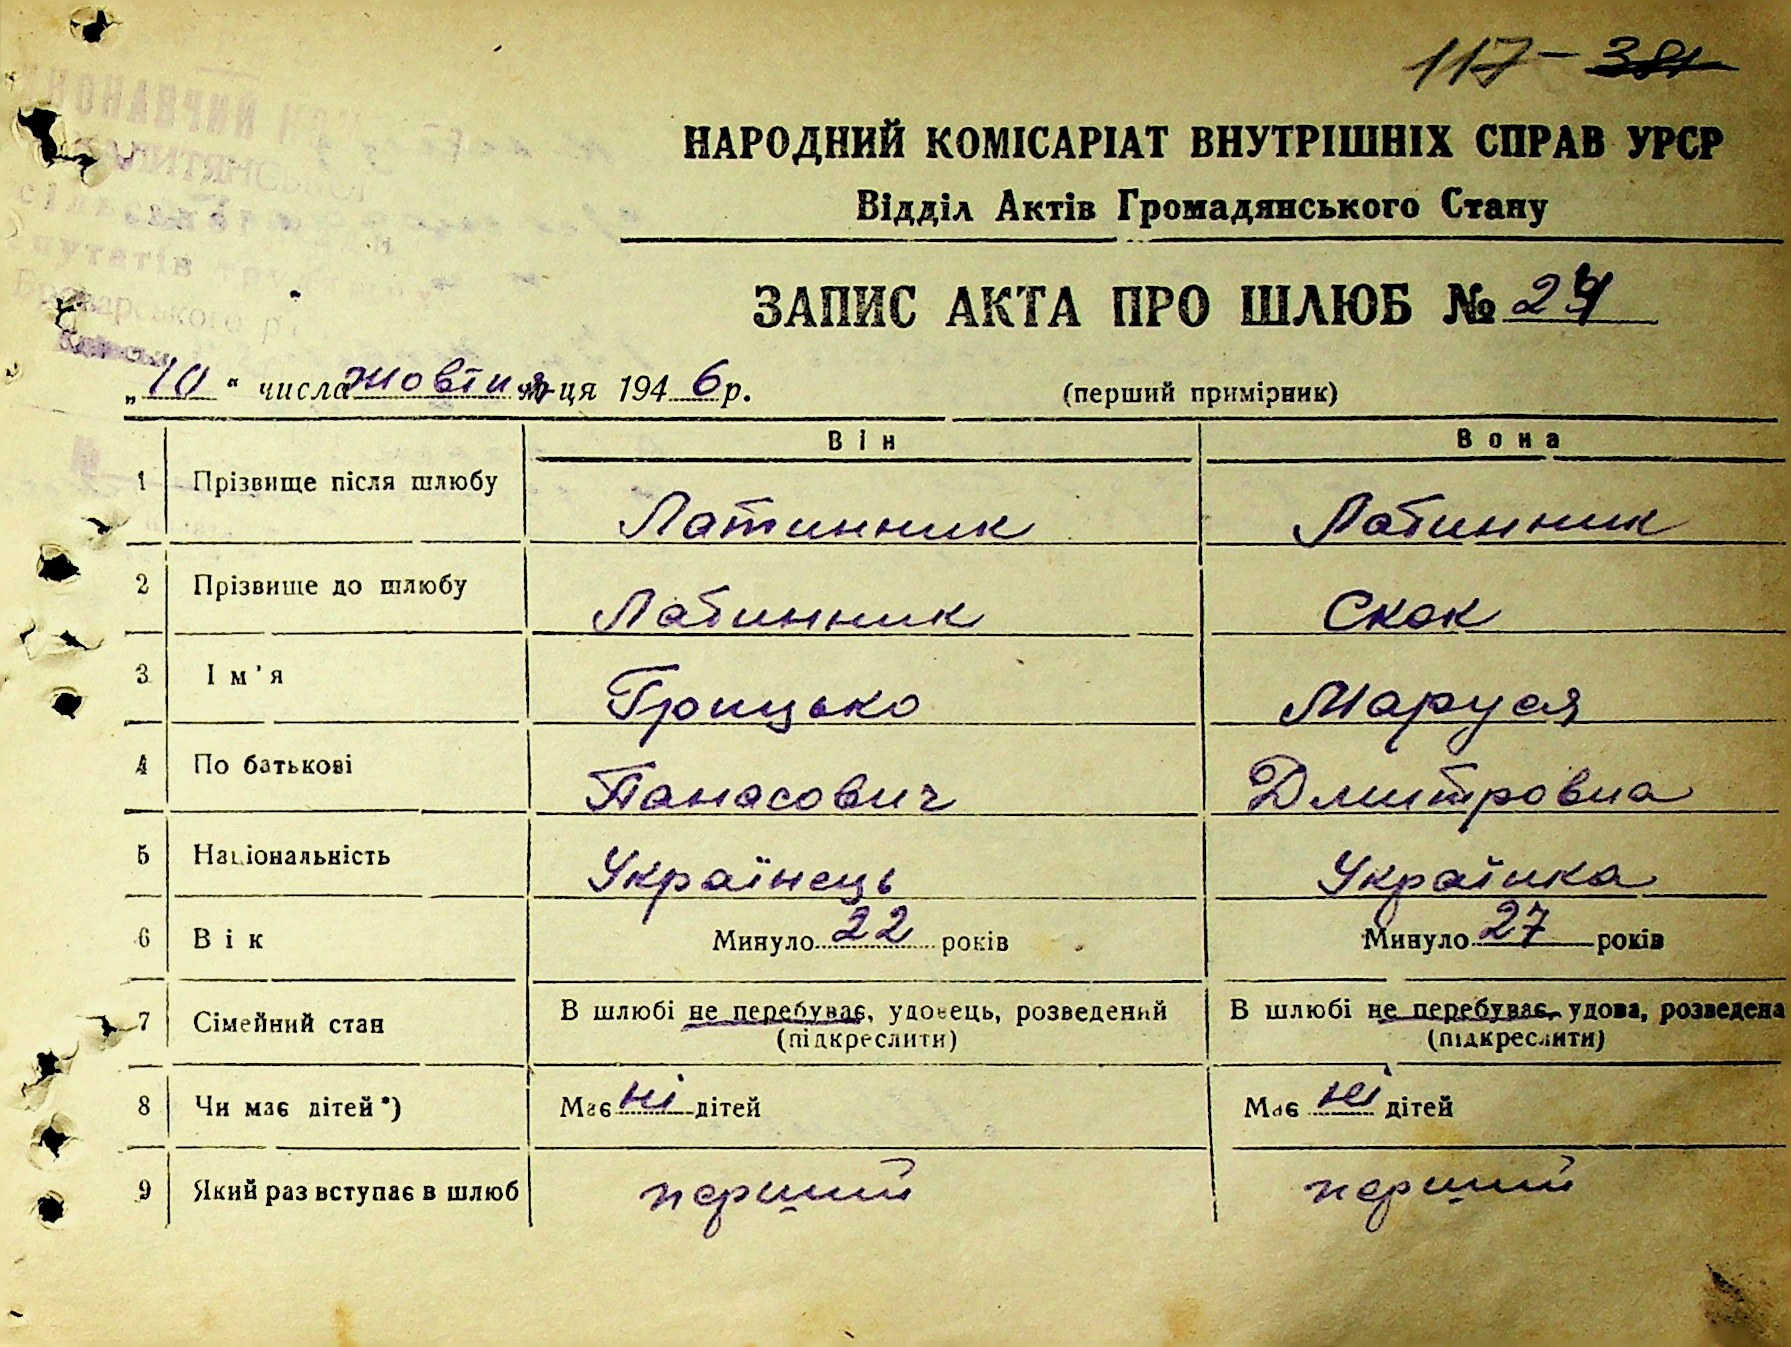 117 - 381
НАРОДНИЙ КОМІСАРІАТ ВНУТРІШНІХ СПРАВ УРСР
Відділ Актів Громадянського Стану
ЗАПИС АКТА ПРО ШЛЮБ №
„10“ числа жовтня м-ця 1946 р. (перший примірник)
Він Вона
1 Прізвище після шлюбу Латинник Латинник
2 Прізвище до шлюбу Латинник Скок
3 Ім'я Грицько Маруся
4 По батькові Панасович Дмитровна
5 Національність Українець Українка
6 Вік Минуло 22 років Минуло 27 років
7 Сімейний стан В шлюбі не перебуває, удовець, розведений В шлюбі не перебуває, удова, розведена
(підкреслити) (підкреслити)
8 Чи має дітей*) Має ні дітей Має ні дітей
9 Який раз вступає в шлюб перший перший